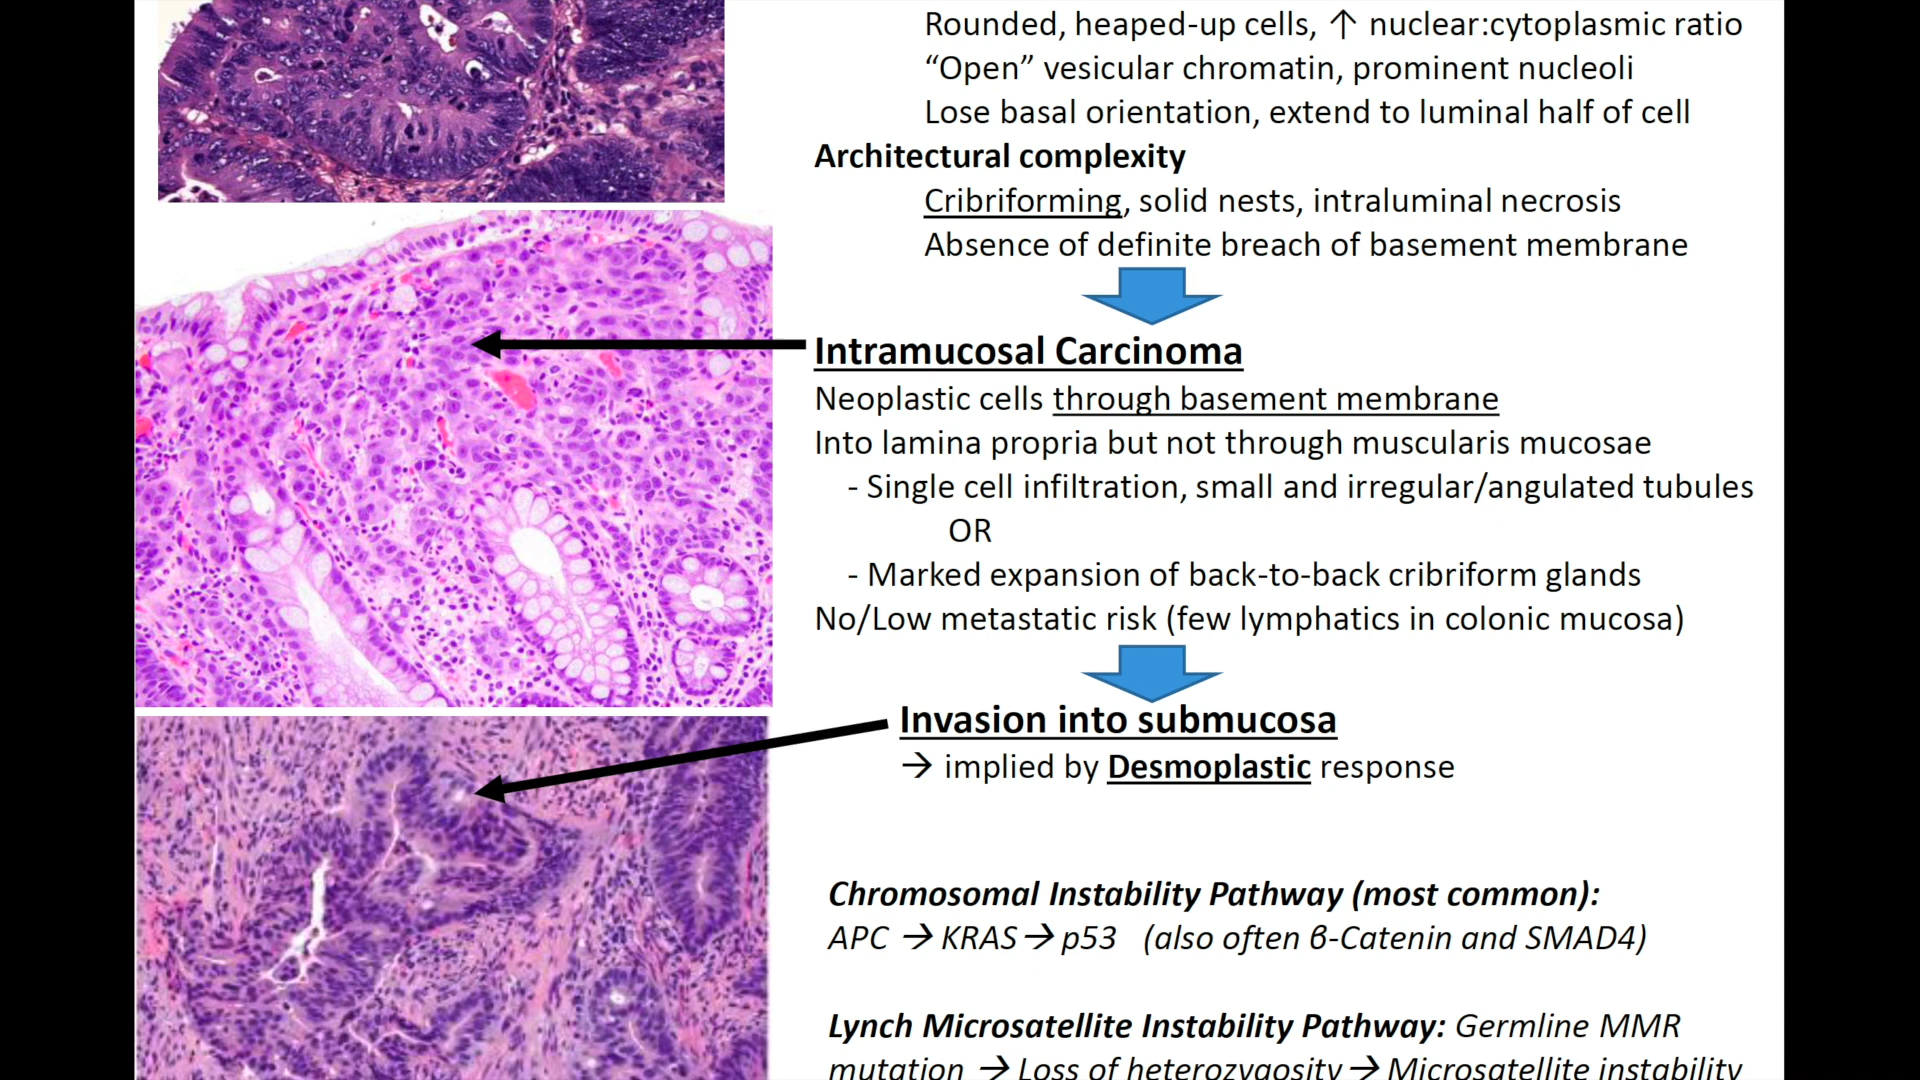 Rounded, heaped-up cells, ↑ nuclear:cytoplasmic ratio
“Open” vesicular chromatin, prominent nucleoli
Lose basal orientation, extend to luminal half of cell
Architectural complexity
Cribriforming, solid nests, intraluminal necrosis
Absence of definite breach of basement membrane
Intramucosal Carcinoma
Neoplastic cells through basement membrane
Into lamina propria but not through muscularis mucosae
- Single cell infiltration, small and irregular/angulated tubules
OR
- Marked expansion of back-to-back cribriform glands
No/Low metastatic risk (few lymphatics in colonic mucosa)
Invasion into submucosa
→ implied by Desmoplastic response
Chromosomal Instability Pathway (most common):
APC → KRAS→ p53 (also often β-Catenin and SMAD4)
Lynch Microsatellite Instability Pathway: Germline MMR
mutation → Loss of heterozygosity→ Microsatellite instability